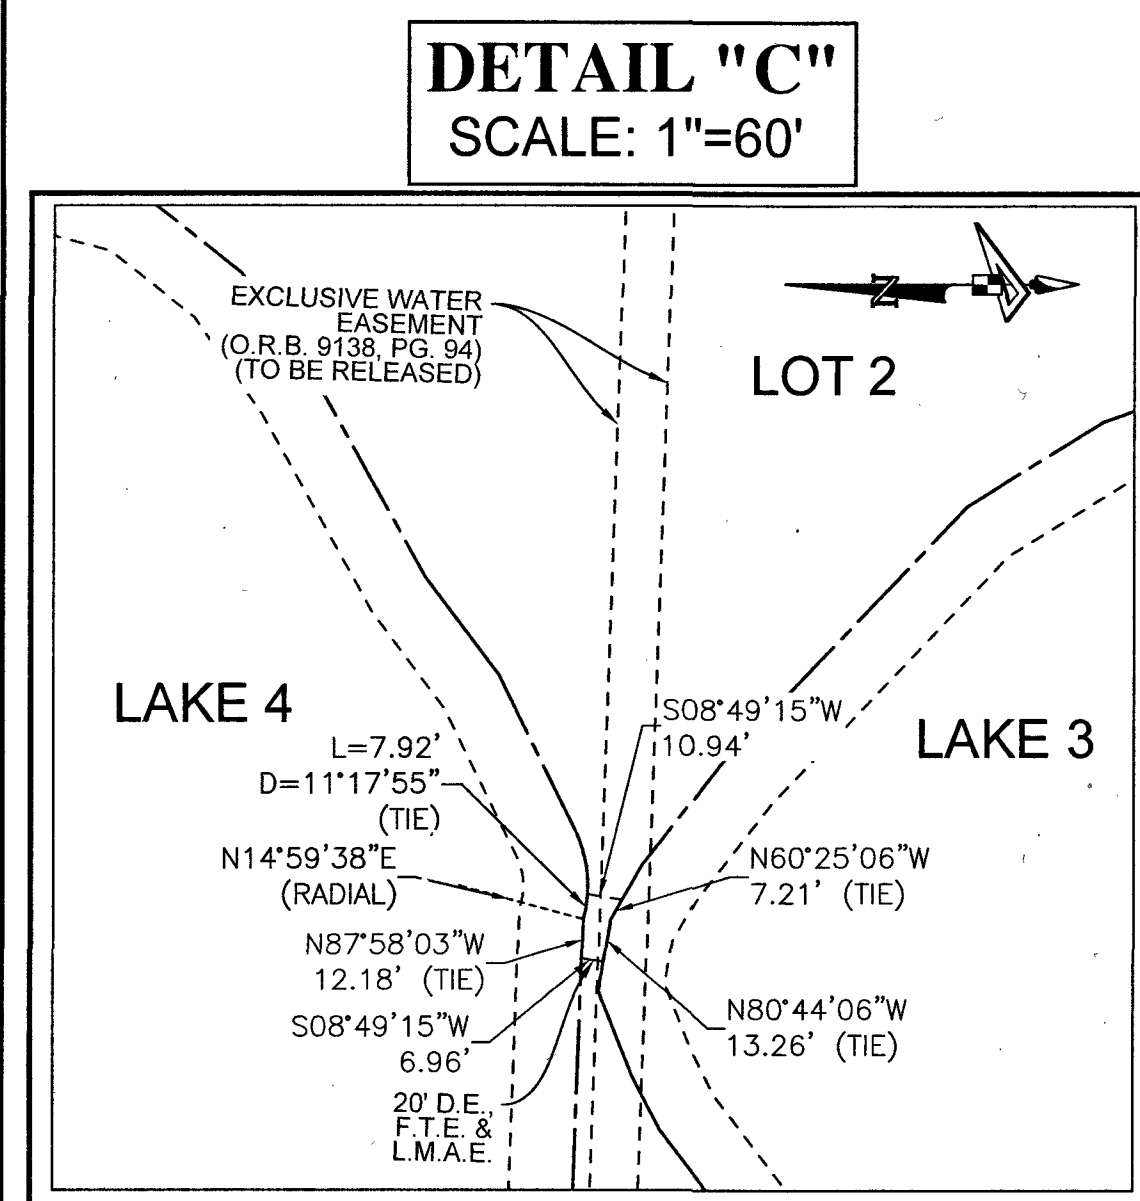 DETAIL "C"
SCALE: 1"=60'
N
EXCLUSIVE WATER
EASEMENT
(O.R.B. 9138, PG. 94)
(TO BE RELEASED)
LOT 2
LAKE 4
LAKE 3
S08°49'15"W
10.94'
L=7.92'
D=11°17'55"
(TIE)
N14°59'38"E
(RADIAL)
N60°25'06"W
7.21' (TIE)
N87°58'03"W
12.18' (TIE)
S08°49'15"W
6.96'
N80°44'06"W
13.26' (TIE)
20' D.E.,
F.T.E. &
L.M.A.E.